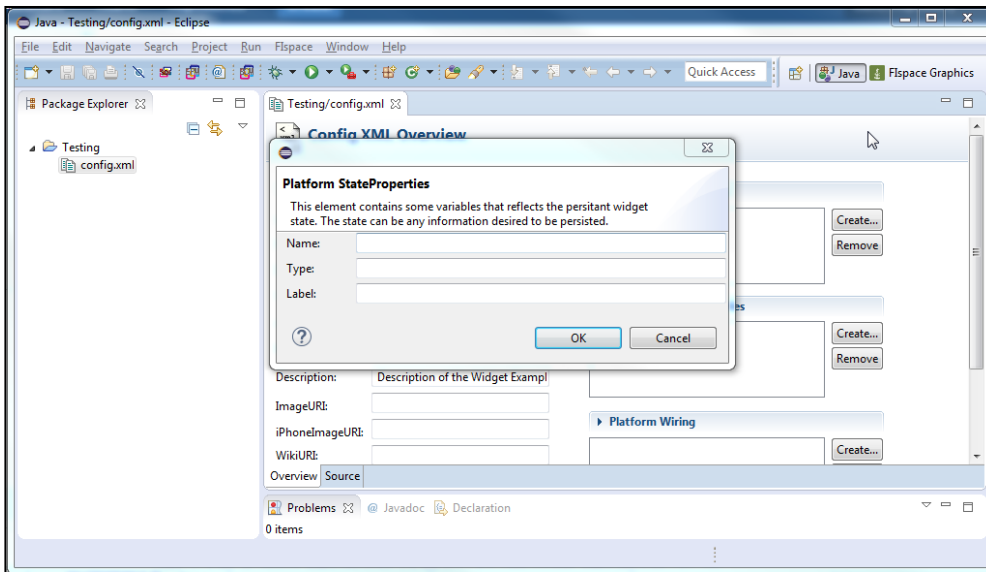 Java - Testing/config.xml - Eclipse
File Edit Navigate Search Project Run FIspace Window Help
Quick Access
Java
FIspace Graphics
Package Explorer
Testing/config.xml
Testing
config.xml
Config XML Overview
Platform StateProperties
This element contains some variables that reflects the persitant widget
state. The state can be any information desired to be persisted.
Name:
Type:
Label:
OK
Cancel
Create...
Remove
es
Create...
Remove
Description: Description of the Widget Exampl
ImageURI:
iPhoneImageURI:
WikiURI:
Platform Wiring
Create...
Overview Source
Problems @ Javadoc Declaration
0 items